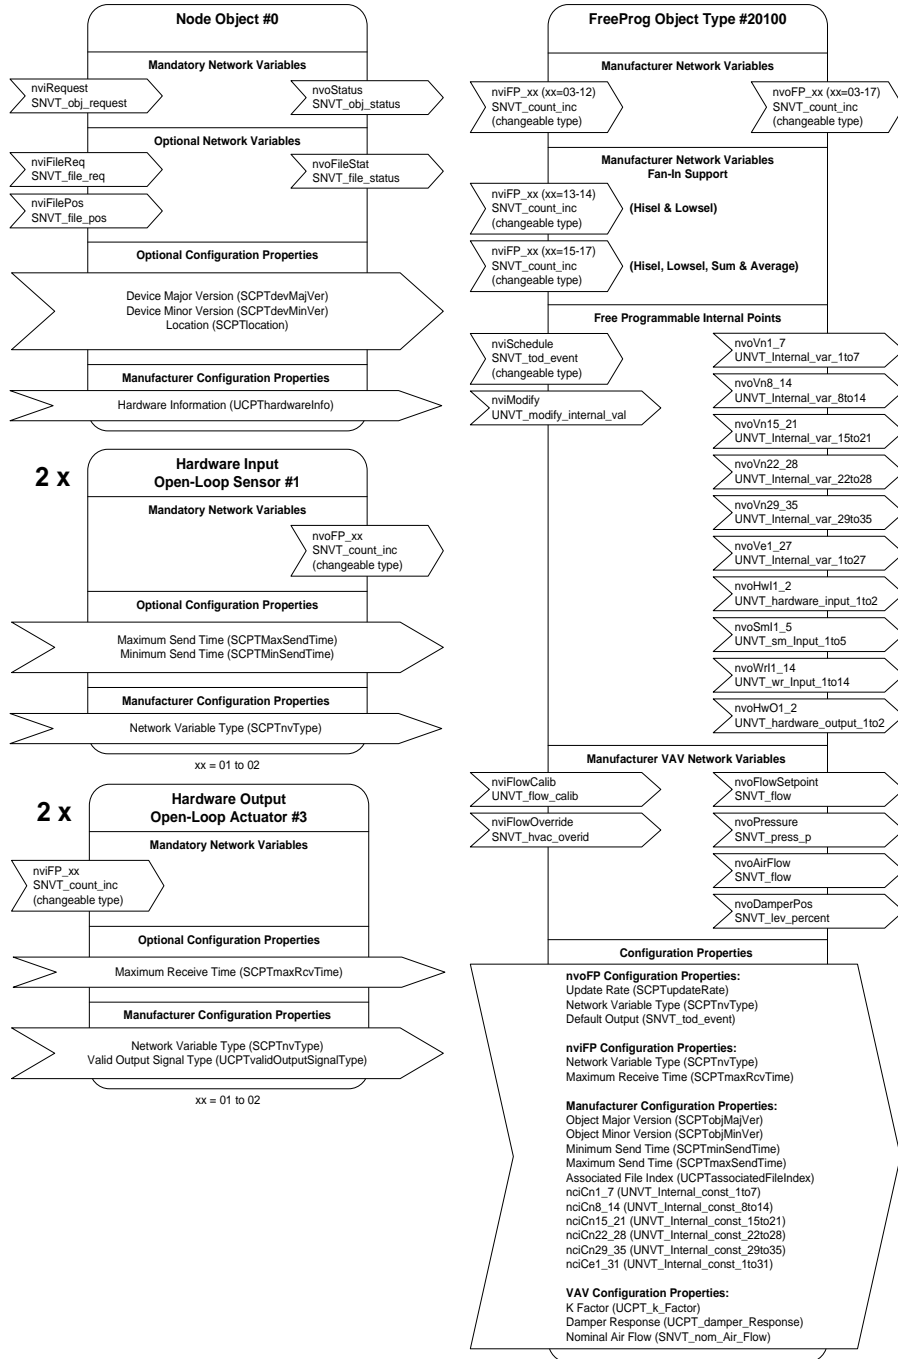 Node Object #0
Mandatory Network Variables
nviRequest
SNVT_obj_request
nvoStatus
SNVT_obj_status
Optional Network Variables
nviFileReq
SNVT_file_req
nvoFileStat
SNVT_file_status
nviFilePos
SNVT_file_pos
Optional Configuration Properties
Device Major Version (SCPTdevMajVer)
Device Minor Version (SCPTdevMinVer)
Location (SCPTlocation)
Manufacturer Configuration Properties
Hardware Information (UCPThardwareInfo)
2 x
Hardware Input
Open-Loop Sensor #1
Mandatory Network Variables
nvoFP_xx
SNVT_count_inc
(changeable type)
Optional Configuration Properties
Maximum Send Time (SCPTMaxSendTime)
Minimum Send Time (SCPTMinSendTime)
Manufacturer Configuration Properties
Network Variable Type (SCPTnvType)
xx = 01 to 02
2 x
Hardware Output
Open-Loop Actuator #3
Mandatory Network Variables
nviFP_xx
SNVT_count_inc
(changeable type)
Optional Configuration Properties
Maximum Receive Time (SCPTmaxRcvTime)
Manufacturer Configuration Properties
Network Variable Type (SCPTnvType)
Valid Output Signal Type (UCPTvalidOutputSignalType)
xx = 01 to 02
FreeProg Object Type #20100
Manufacturer Network Variables
nviFP_xx (xx=03-12)
SNVT_count_inc
(changeable type)
nvoFP_xx (xx=03-17)
SNVT_count_inc
(changeable type)
Manufacturer Network Variables
Fan-In Support
nviFP_xx (xx=13-14)
SNVT_count_inc
(changeable type)
(Hisel & Lowsel)
nviFP_xx (xx=15-17)
SNVT_count_inc
(changeable type)
(Hisel, Lowsel, Sum & Average)
Free Programmable Internal Points
nviSchedule
SNVT_tod_event
(changeable type)
nviModify
UNVT_modify_internal_val
nvoVn1_7
UNVT_Internal_var_1to7
nvoVn8_14
UNVT_Internal_var_8to14
nvoVn15_21
UNVT_Internal_var_15to21
nvoVn22_28
UNVT_Internal_var_22to28
nvoVn29_35
UNVT_Internal_var_29to35
nvoVe1_27
UNVT_Internal_var_1to27
nvoHwI1_2
UNVT_hardware_input_1to2
nvoSmI1_5
UNVT_sm_Input_1to5
nvoWrI1_14
UNVT_wr_Input_1to14
nvoHwO1_2
UNVT_hardware_output_1to2
Manufacturer VAV Network Variables
nviFlowCalib
UNVT_flow_calib
nviFlowOverride
SNVT_hvac_overid
nvoFlowSetpoint
SNVT_flow
nvoPressure
SNVT_press_p
nvoAirFlow
SNVT_flow
nvoDamperPos
SNVT_lev_percent
Configuration Properties
nvoFP Configuration Properties:
Update Rate (SCPTupdateRate)
Network Variable Type (SCPTnvType)
Default Output (SNVT_tod_event)
nviFP Configuration Properties:
Network Variable Type (SCPTnvType)
Maximum Receive Time (SCPTmaxRcvTime)
Manufacturer Configuration Properties:
Object Major Version (SCPTobjMajVer)
Object Minor Version (SCPTobjMinVer)
Minimum Send Time (SCPTminSendTime)
Maximum Send Time (SCPTmaxSendTime)
Associated File Index (UCPTassociatedFileIndex)
nciCn1_7 (UNVT_Internal_const_1to7)
nciCn8_14 (UNVT_Internal_const_8to14)
nciCn15_21 (UNVT_Internal_const_15to21)
nciCn22_28 (UNVT_Internal_const_22to28)
nciCn29_35 (UNVT_Internal_const_29to35)
nciCe1_31 (UNVT_Internal_const_1to31)
VAV Configuration Properties:
K Factor (UCPT_k_Factor)
Damper Response (UCPT_damper_Response)
Nominal Air Flow (SNVT_nom_Air_Flow)